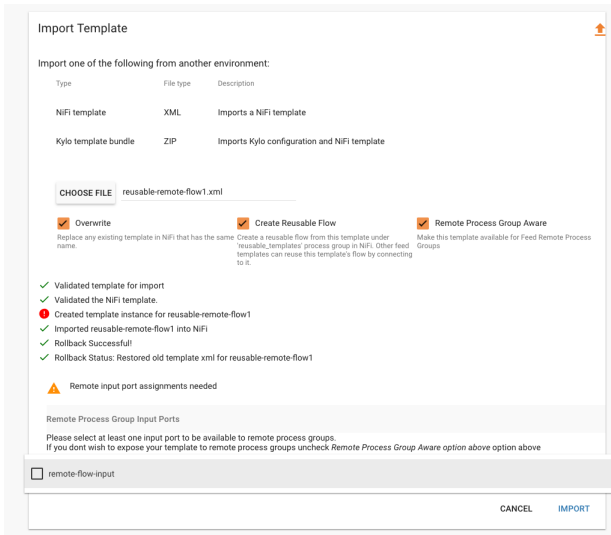 Import Template
Import one of the following from another environment:
Type File type Description
NiFi template XML Imports a NiFi template
Kylo template bundle ZIP Imports Kylo configuration and NiFi template
CHOOSE FILE reusable-remote-flow1.xml
Overwrite
Replace any existing template in NiFi that has the same
name.
Create Reusable Flow
Create a reusable flow from this template under
'reusable_templates' process group in NiFi. Other feed
templates can reuse this template's flow by connecting
to it.
Remote Process Group Aware
Make this template available for Feed Remote Process
Groups
Validated template for import
Validated the NiFi template.
Created template instance for reusable-remote-flow1
Imported reusable-remote-flow1 into NiFi
Rollback Successful!
Rollback Status: Restored old template xml for reusable-remote-flow1
Remote input port assignments needed
Remote Process Group Input Ports
Please select at least one input port to be available to remote process groups.
If you dont wish to expose your template to remote process groups uncheck Remote Process Group Aware option above option above
remote-flow-input
CANCEL IMPORT